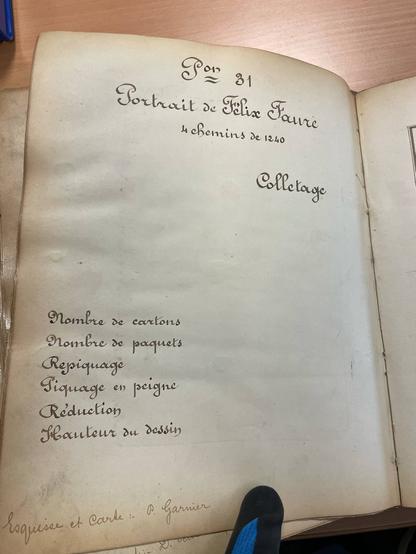 Pon 31
Portrait de Félix Faure
4 chemins de 1240
Colletage
Nombre de cartons
Nombre de paquets
Repiquage
Piquage en peigne
Réduction
Hauteur du dessin
Esquisse et Carte :- P. Garnier